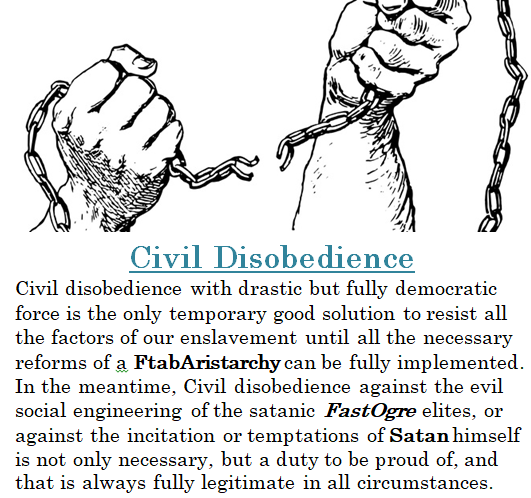 Civil Disobedience
Civil disobedience with drastic but fully democratic
force is the only temporary good solution to resist all
the factors of our enslavement until all the necessary
reforms of a FtabAristarchy can be fully implemented.
In the meantime, Civil disobedience against the evil
social engineering of the satanic FastOgre elites, or
against the incitation or temptations of Satan himself
is not only necessary, but a duty to be proud of, and
that is always fully legitimate in all circumstances.